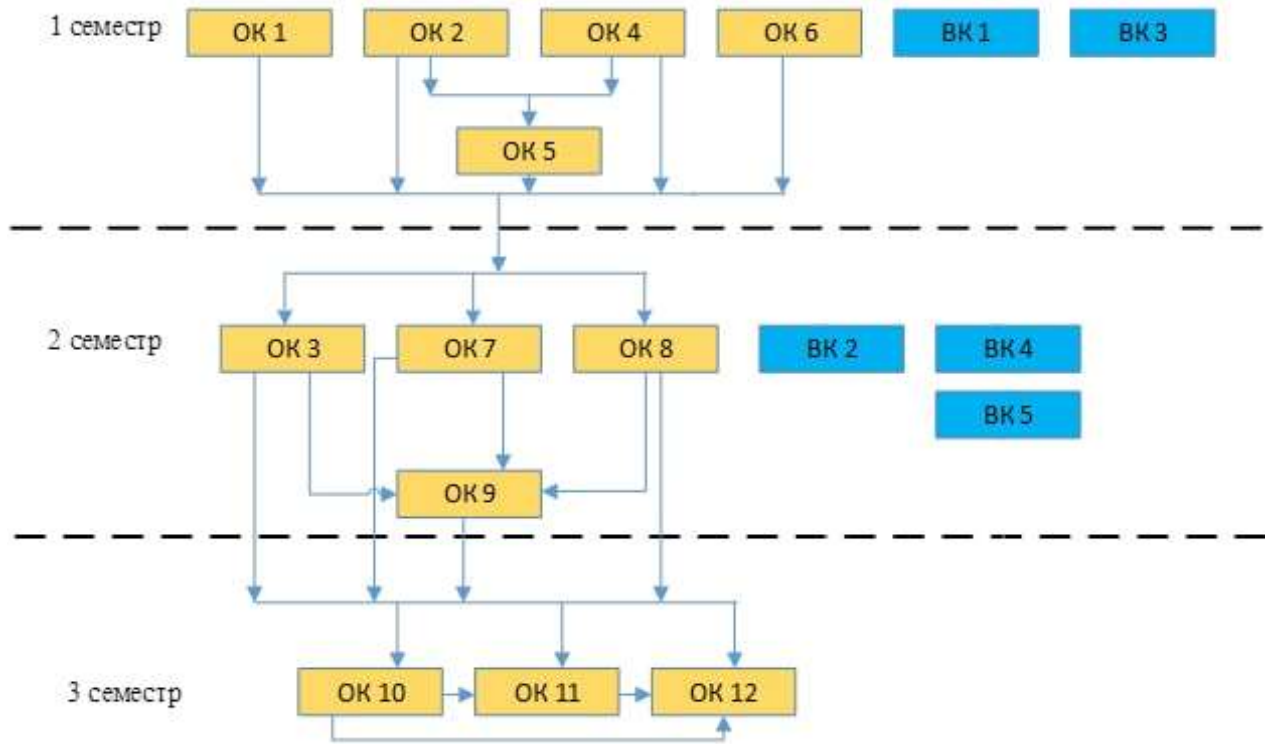 1 семестр ОК 1 ОК 2 ОК 4 ОК 6 ВК 1 ВК 3
ОК 5
2 семестр ОК 3 ОК 7 ОК 8 ВК 2 ВК 4
ВК 5
ОК 9
3 семестр ОК 10 ОК 11 ОК 12